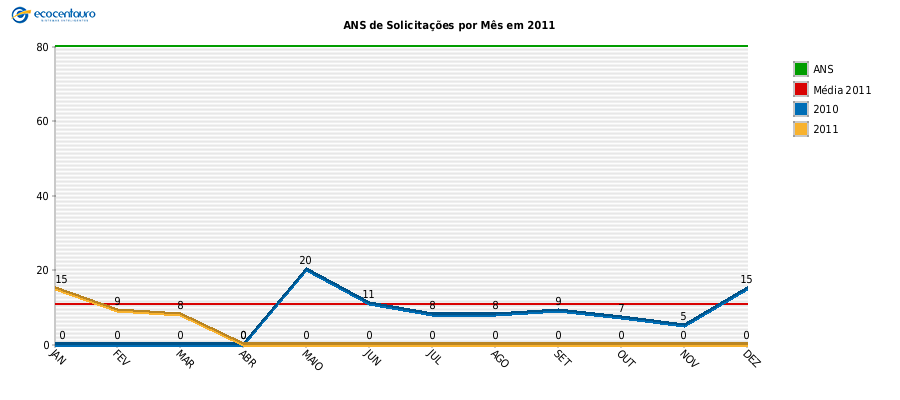 ecocentauro
ANS de Solicitações por Mês em 2011
80
60
40
20
0
15 9 8 0 20 11 8 8 9 7 5 15
0 0 0 0 0 0 0 0 0 0 0 0
JAN FEV MAR ABR MAIO JUN JUL AGO SET OUT NOV DEZ
ANS
Média 2011
2010
2011